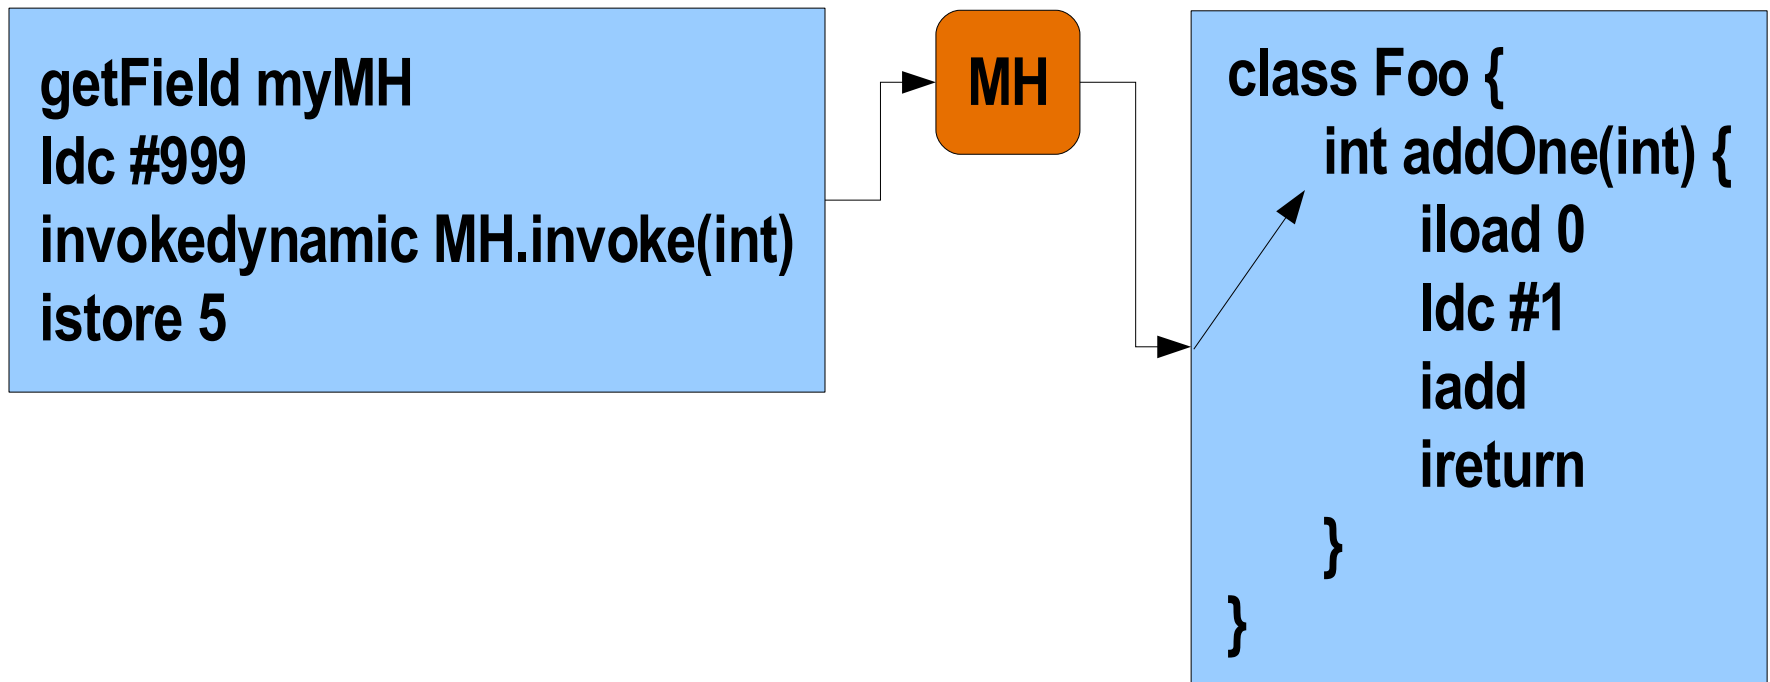 getField myMH
ldc #999
invokedynamic MH.invoke(int)
istore 5
MH
class Foo {
int addOne(int) {
iload 0
ldc #1
iadd
ireturn
}
}